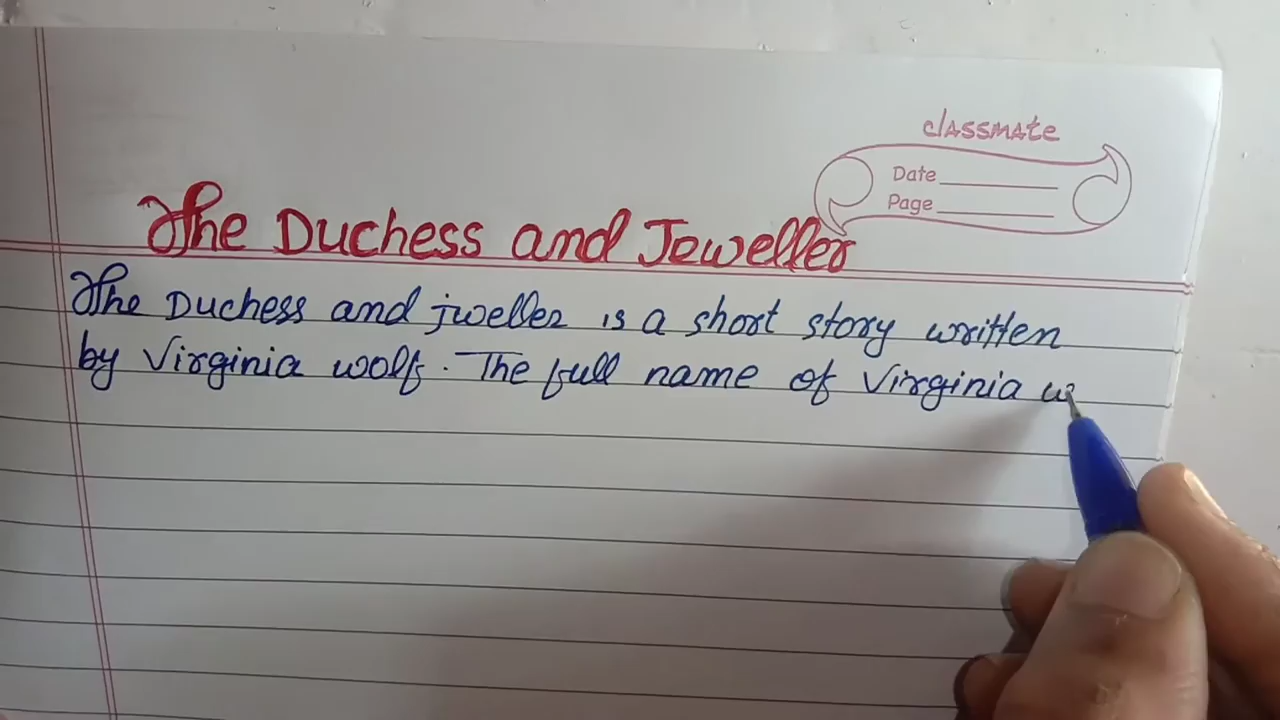 classmate
Date
Page
The Duchess and Jeweller
The Duchess and jweller is a short story written
by Virginia wolf. The full name of Virginia w